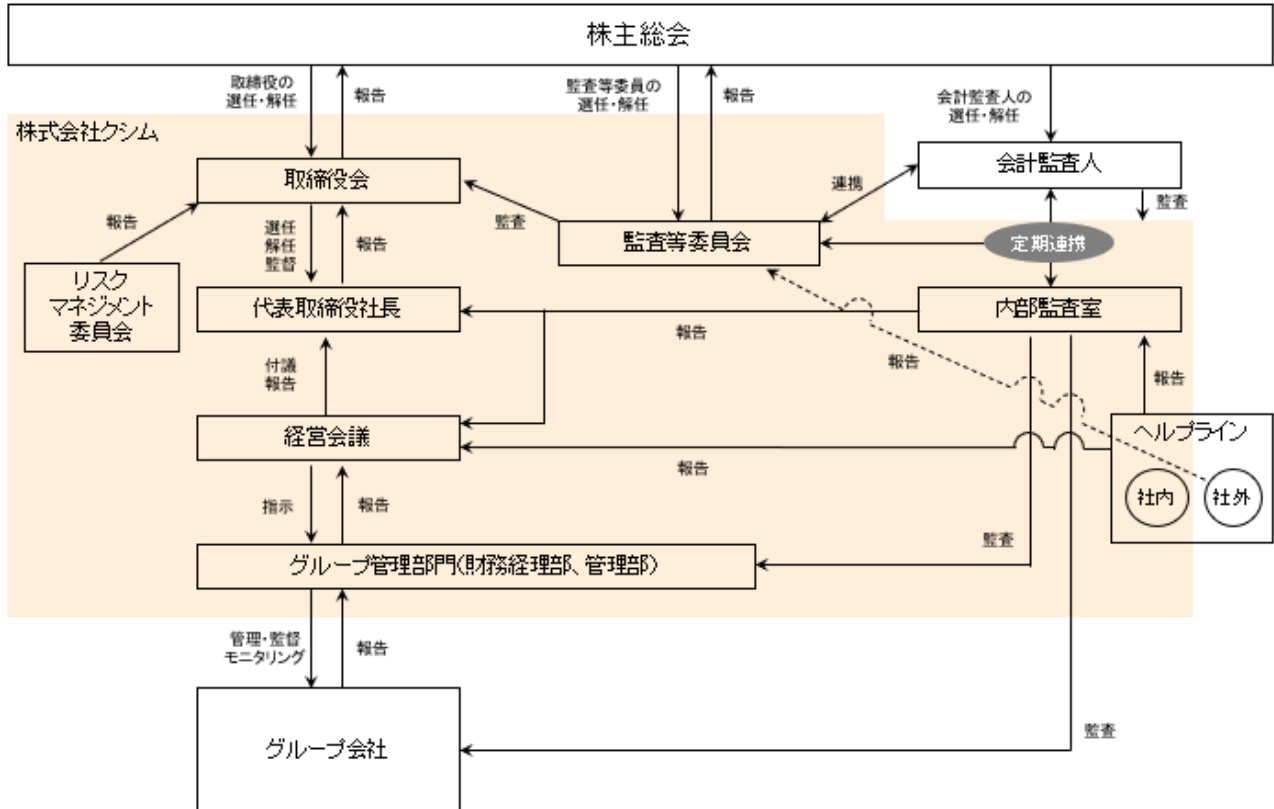 株主総会
取締役の
選任・解任
報告
監査等委員の
選任・解任
報告
会計監査人の
選任・解任
株式会社クシム
取締役会
会計監査人
連携
監査
報告
監査
選任
解任
監督
報告
監査等委員会
定期連携
リスク
マネジメント
委員会
代表取締役社長
内部監査室
報告
報告
付議
報告
報告
経営会議
ヘルプライン
報告
社内
社外
指示
報告
監査
グループ管理部門(財務経理部、管理部)
管理・監督
モニタリング
報告
グループ会社
監査